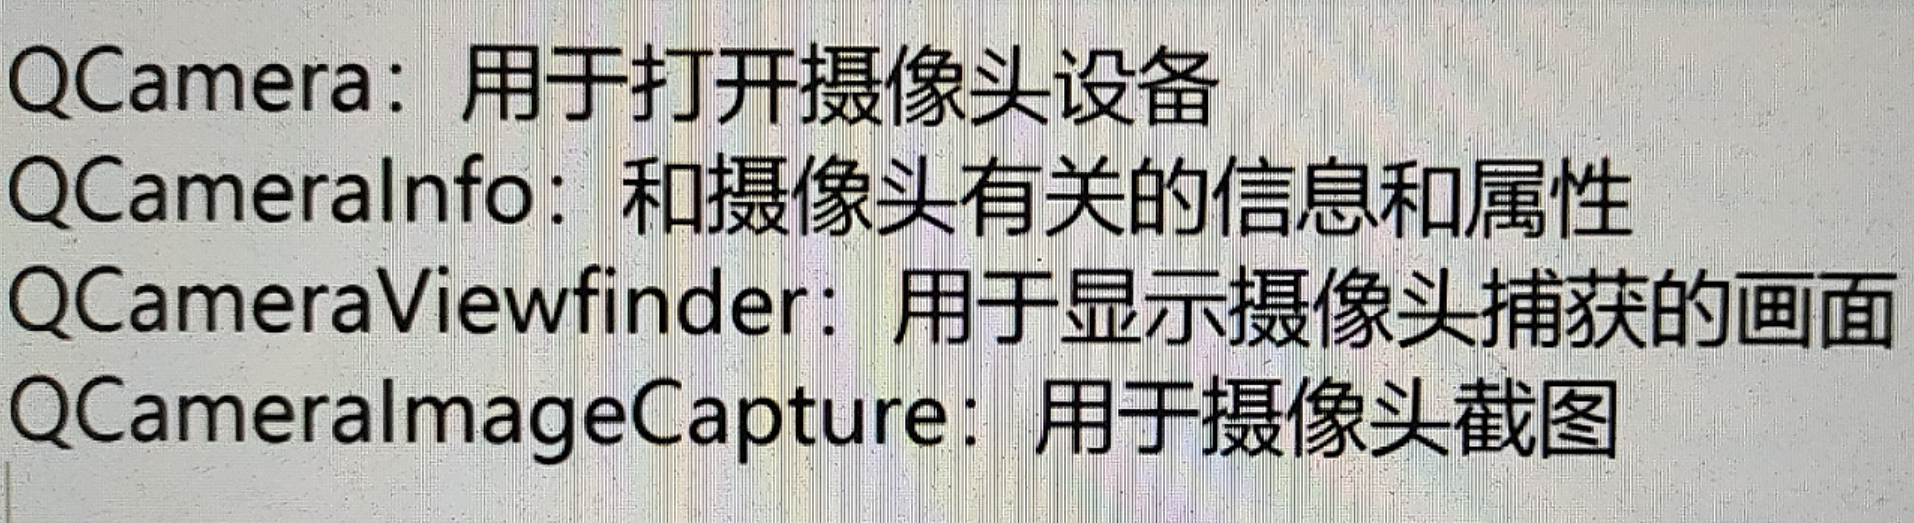 QCamera：用于打开摄像头设备
QCameraInfo：和摄像头有关的信息和属性
QCameraViewfinder：用于显示摄像头捕获的画面
QCameraImageCapture：用于摄像头截图